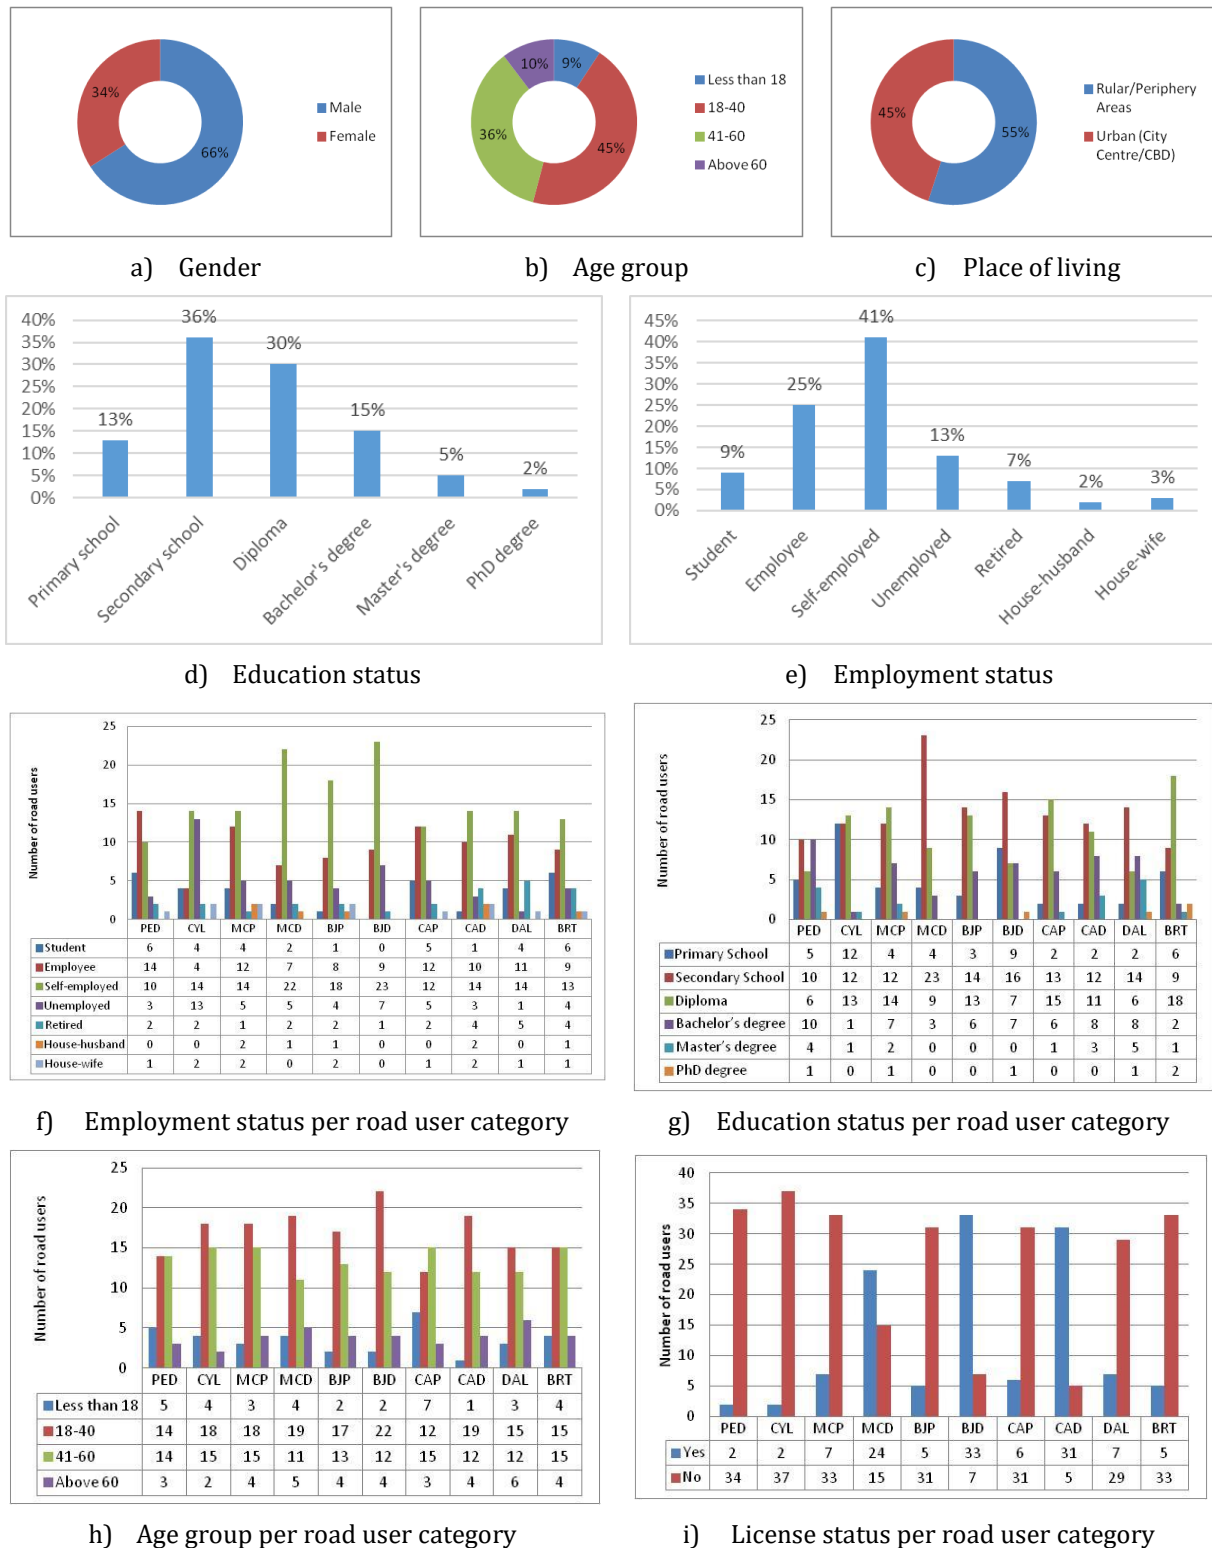 34%
66%
Male
Female
10%
9%
36%
45%
Less than 18
18-40
41-60
Above 60
45%
55%
Rular/Periphery
Areas
Urban (City
Centre/CBD)
a) Gender
b) Age group
c) Place of living
40%
35%
30%
25%
20%
15%
10%
5%
0%
13%
36%
30%
15%
5%
2%
Primary school
Secondary school
Diploma
Bachelor's degree
Master's degree
PhD degree
45%
40%
35%
30%
25%
20%
15%
10%
5%
0%
9%
25%
41%
13%
7%
2%
3%
Student
Employee
Self-employed
Unemployed
Retired
House-husband
House-wife
d) Education status
e) Employment status
Number of road users
25
20
15
10
5
0
PED CYL MCP MCD BJP BJD CAP CAD DAL BRT
Student 6 4 4 2 1 0 5 1 4 6
Employee 14 4 12 7 8 9 12 10 11 9
Self-employed 10 14 14 22 18 23 12 14 14 13
Unemployed 3 13 5 5 4 7 5 3 1 4
Retired 2 2 1 2 2 1 2 4 5 4
House-husband 0 0 2 1 1 0 0 2 0 1
House-wife 1 2 2 0 2 0 1 2 1 1
Number of road users
25
20
15
10
5
0
PED CYL MCP MCD BJP BJD CAP CAD DAL BRT
Primary School 5 12 4 4 3 9 2 2 2 6
Secondary School 10 12 12 23 14 16 13 12 14 9
Diploma 6 13 14 9 13 7 15 11 6 18
Bachelor's degree 10 1 7 3 6 7 6 8 8 2
Master's degree 4 1 2 0 0 0 1 3 5 1
PhD degree 1 0 1 0 0 1 0 0 1 2
f) Employment status per road user category
g) Education status per road user category
Number of road users
25
20
15
10
5
0
PED CYL MCP MCD BJP BJD CAP CAD DAL BRT
Less than 18 5 4 3 4 2 2 7 1 3 4
18-40 14 18 18 19 17 22 12 19 15 15
41-60 14 15 15 11 13 12 15 12 12 15
Above 60 3 2 4 5 4 4 3 4 6 4
Number of road users
40
35
30
25
20
15
10
5
0
PED CYL MCP MCD BJP BJD CAP CAD DAL BRT
Yes 2 2 7 24 5 33 6 31 7 5
No 34 37 33 15 31 7 31 5 29 33
h) Age group per road user category
i) License status per road user category